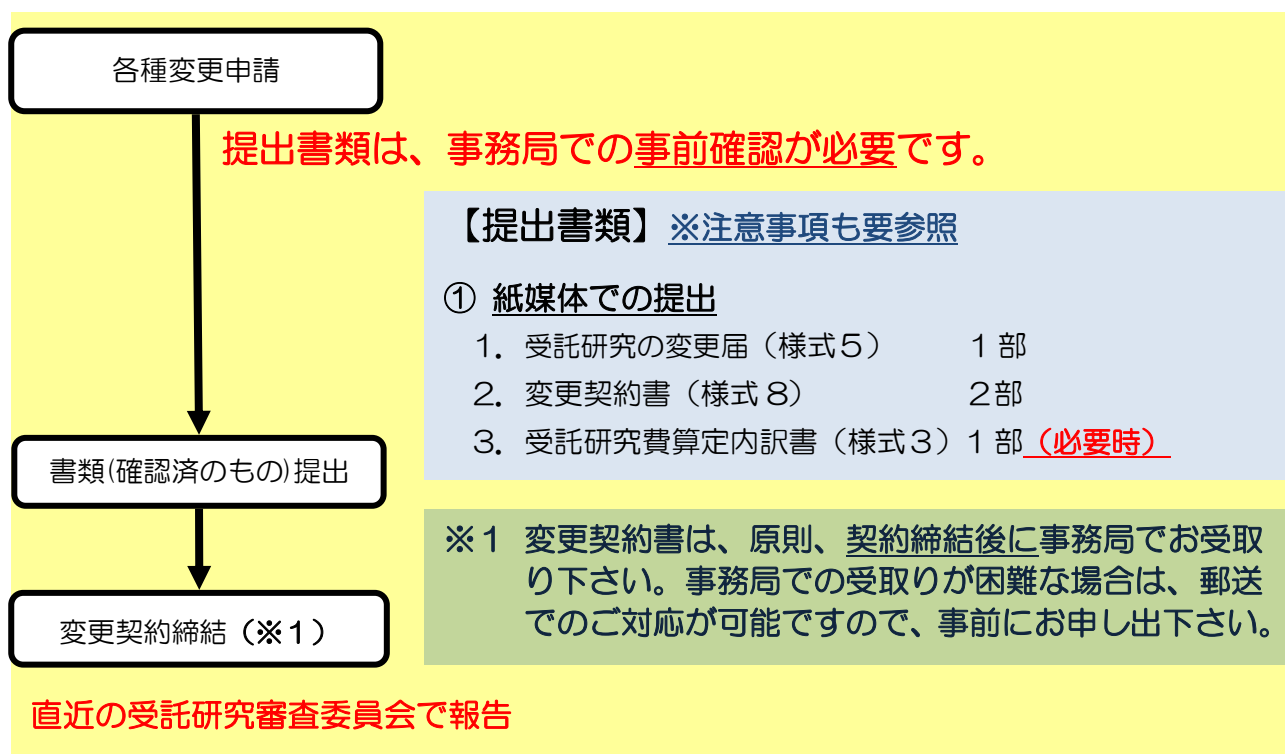 各種変更申請
提出書類は、事務局での事前確認が必要です。
【提出書類】※注意事項も要参照
① 紙媒体での提出
１．受託研究の変更届（様式５）　　１部
２．変更契約書（様式８）　　　　　２部
３．受託研究費算定内訳書（様式３）１部（必要時）
書類(確認済のもの)提出
※１　変更契約書は、原則、契約締結後に事務局でお受取
り下さい。事務局での受取りが困難な場合は、郵送
でのご対応が可能ですので、事前にお申し出下さい。
変更契約締結（※１）
直近の受託研究審査委員会で報告